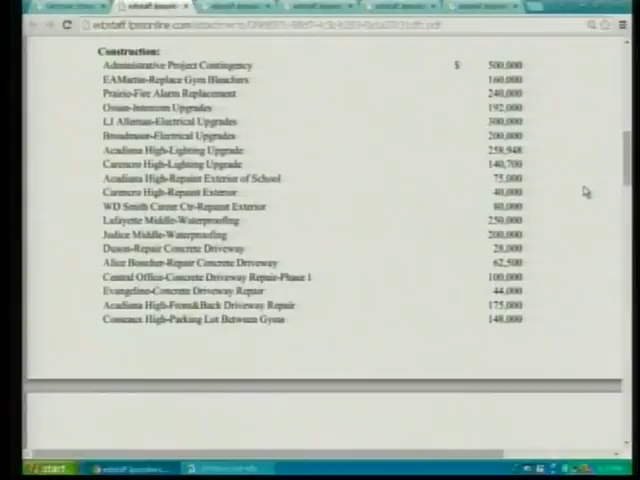 Construction:
Administrative Project Contingency $ 500,000
EAMartin-Replace Gym Bleachers 160,000
Prairie-Fire Alarm Replacement 240,000
Ossun-Intercom Upgrades 192,000
LJ Alleman-Electrical Upgrades 300,000
Broadmoor-Electrical Upgrades 200,000
Acadiana High-Lighting Upgrade 258,948
Carencro High-Lighting Upgrade 140,700
Acadiana High-Repaint Exterior of School 75,000
Carencro High-Repaint Exterior 40,000
WD Smith Career Ctr-Repaint Exterior 80,000
Lafayette Middle-Waterproofing 250,000
Judice Middle-Waterproofing 200,000
Duson-Repair Concrete Driveway 28,000
Alice Boucher-Repair Concrete Driveway 62,500
Central Office-Concrete Driveway Repair-Phase 1 100,000
Evangeline-Concrete Driveway Repair 44,000
Acadiana High-Front&Back Driveway Repair 175,000
Comeaux High-Parking Lot Between Gyms 148,000
start